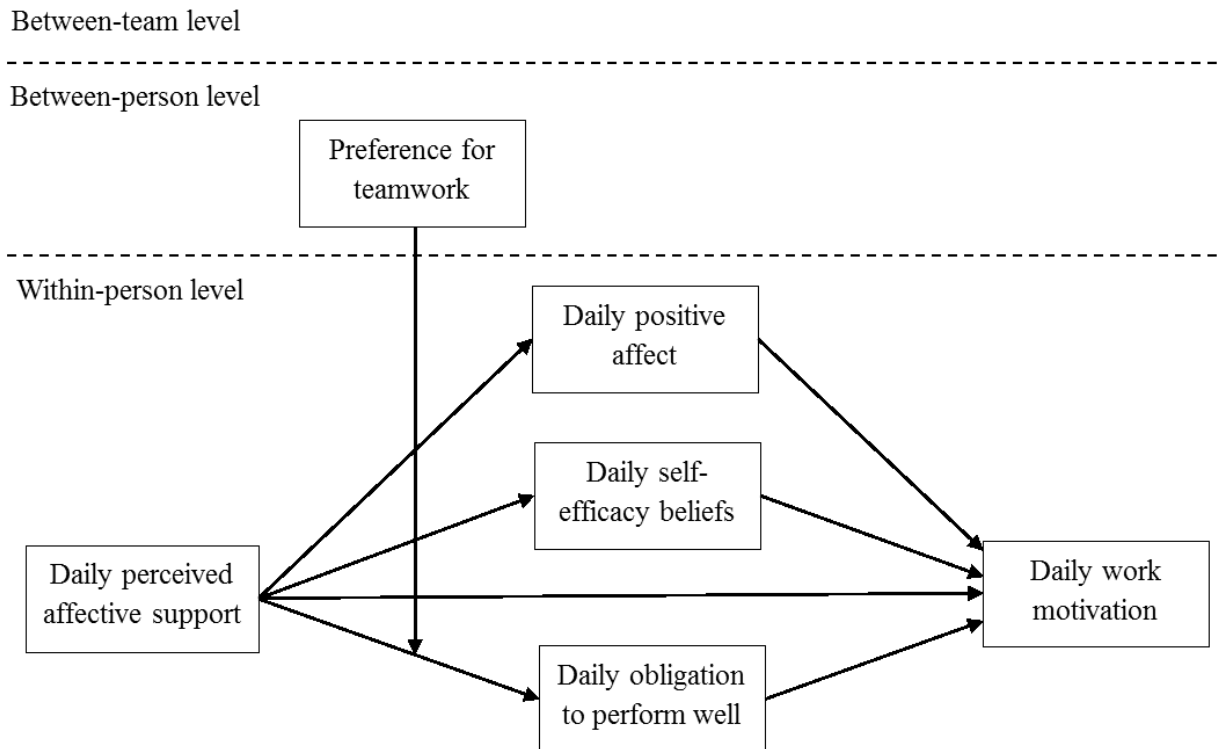 Between-team level
Between-person level
Preference for
teamwork
Within-person level
Daily positive
affect
Daily self-
efficacy beliefs
Daily perceived
affective support
Daily work
motivation
Daily obligation
to perform well